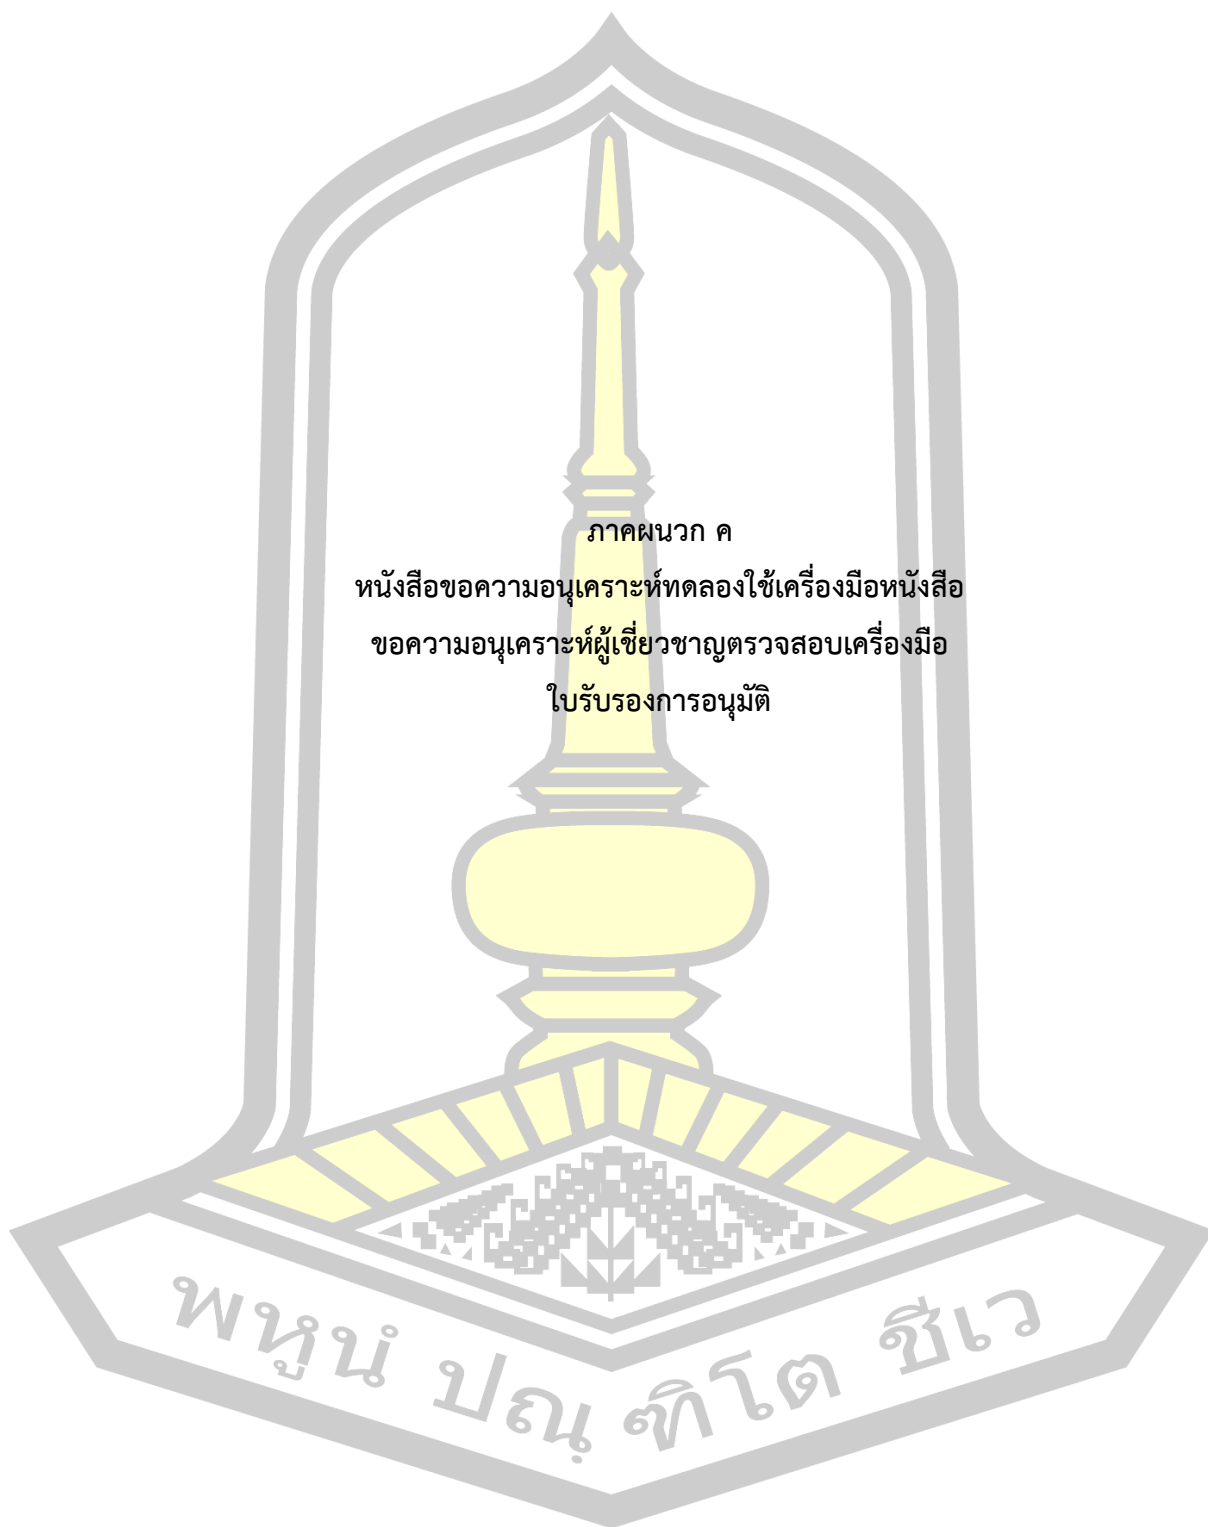 ภาคผนวก ค
หนังสือขอความอนุเคราะห์ทดลองใช้เครื่องมือหนังสือ
ขอความอนุเคราะห์ผู้เชี่ยวชาญตรวจสอบเครื่องมือ
ใบรับรองการอนุมัติ
พหูนํ ปณฺฑิโต ชีเว